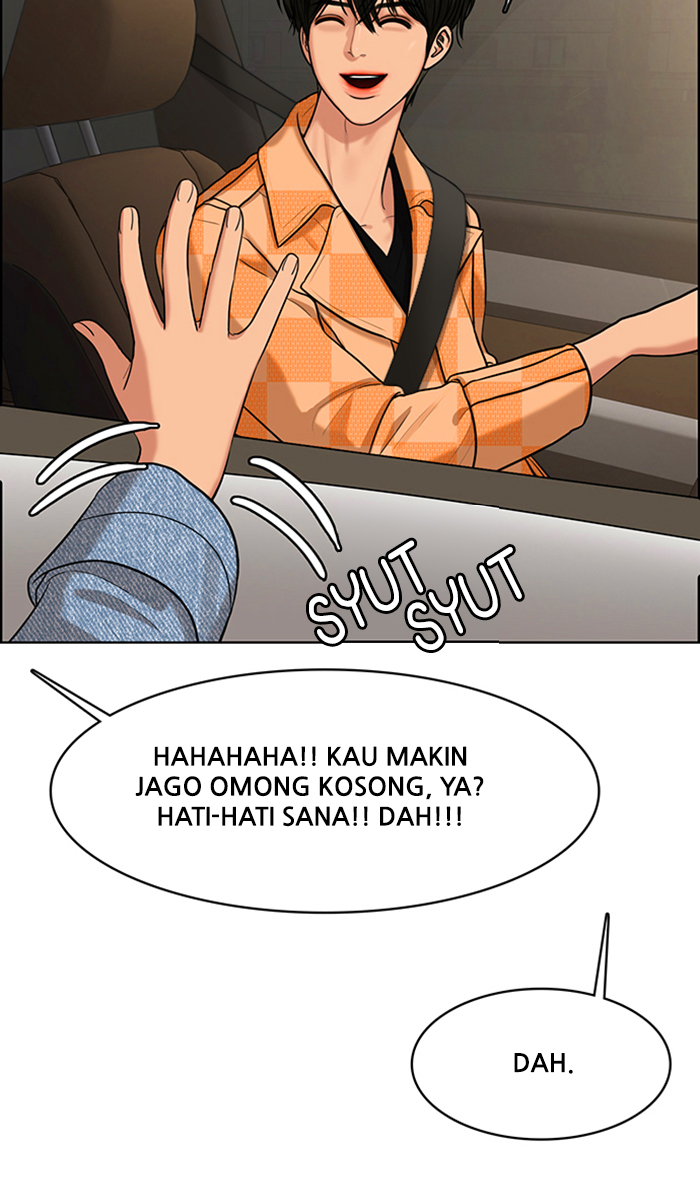 SYUT
SYUT
HAHAHAHA!! KAU MAKIN
JAGO OMONG KOSONG, YA?
HATI-HATI SANA!! DAH!!!
DAH.